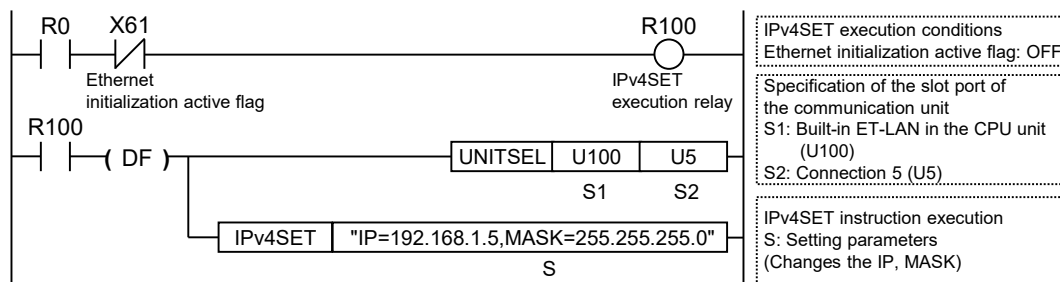 R0 X61 R100
Ethernet
initialization active flag
IPv4SET
execution relay
IPv4SET execution conditions
Ethernet initialization active flag: OFF
R100
( DF )
UNITSEL U100 U5
S1 S2
Specification of the slot port of
the communication unit
S1: Built-in ET-LAN in the CPU unit
(U100)
S2: Connection 5 (U5)
IPv4SET "IP=192.168.1.5,MASK=255.255.255.0"
S
IPv4SET instruction execution
S: Setting parameters
(Changes the IP, MASK)